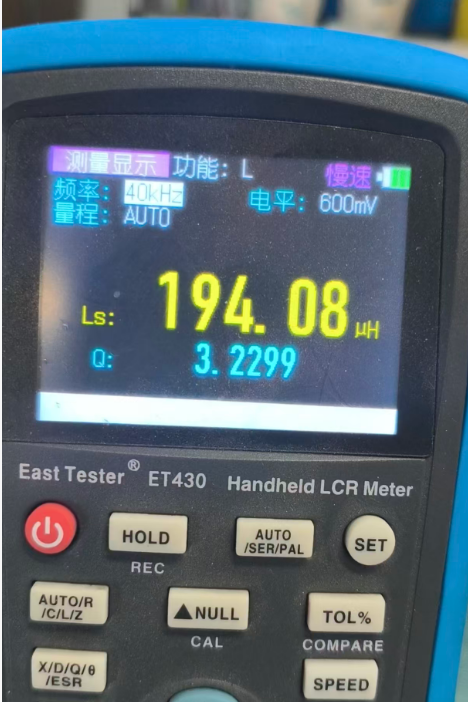 测量显示 功能: L 慢速
频率: 40kHz 电平: 600mV
量程: AUTO
Ls: 194.08 μH
Q: 3.2299
East Tester® ET430 Handheld LCR Meter
HOLD AUTO/SER/PAL SET
REC
AUTO/R/C/L/Z ▲NULL TOL%
CAL COMPARE
X/D/Q/θ/ESR SPEED